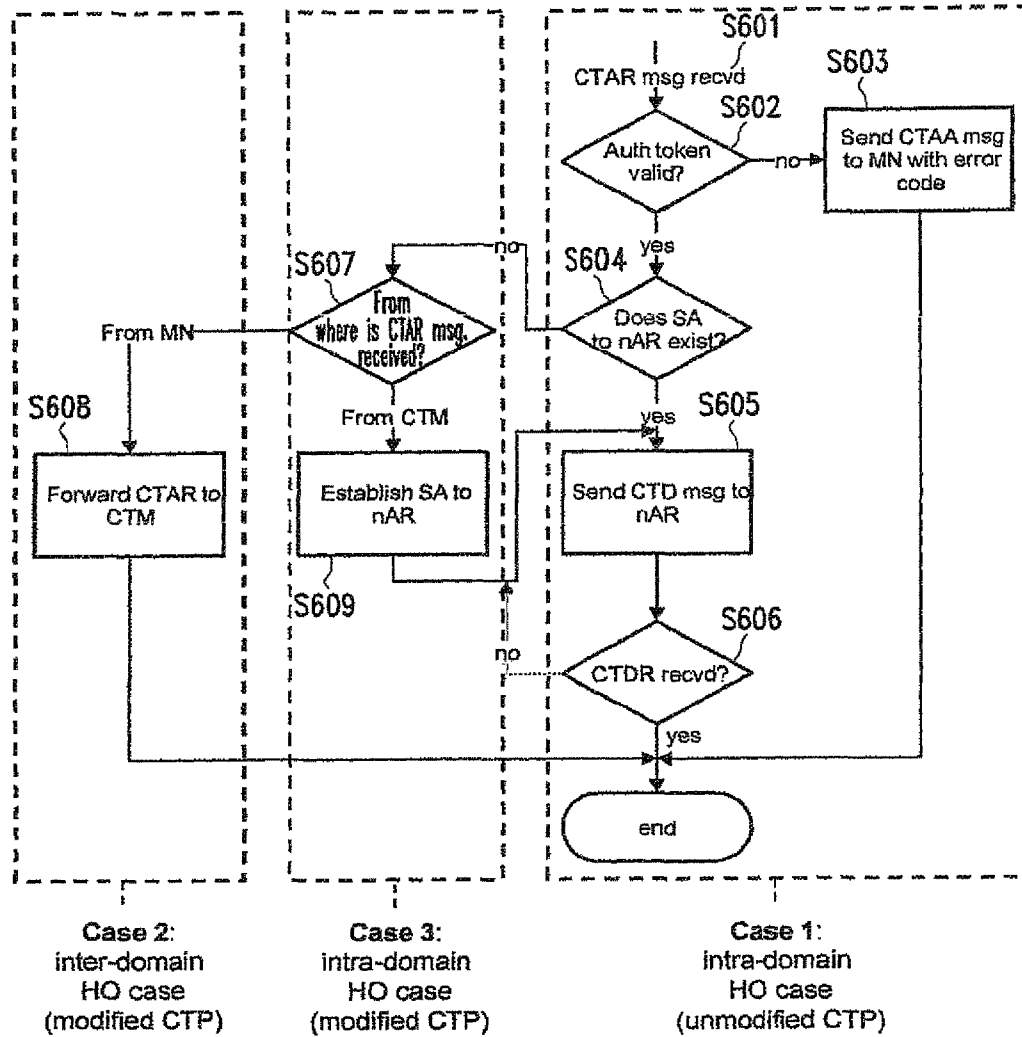 S601
CTAR msg recvd
S602
Auth token
valid?
no
S603
Send CTAA msg
to MN with error
code
yes
S604
Does SA
to nAR exist?
no
S607
From
where is CTAR msg.
received?
From MN
From CTM
S608
Forward CTAR to
CTM
Establish SA to
nAR
S609
yes
S605
Send CTD msg to
nAR
S606
CTDR recvd?
no
yes
end
Case 2:
inter-domain
HO case
(modified CTP)
Case 3:
intra-domain
HO case
(modified CTP)
Case 1:
intra-domain
HO case
(unmodified CTP)